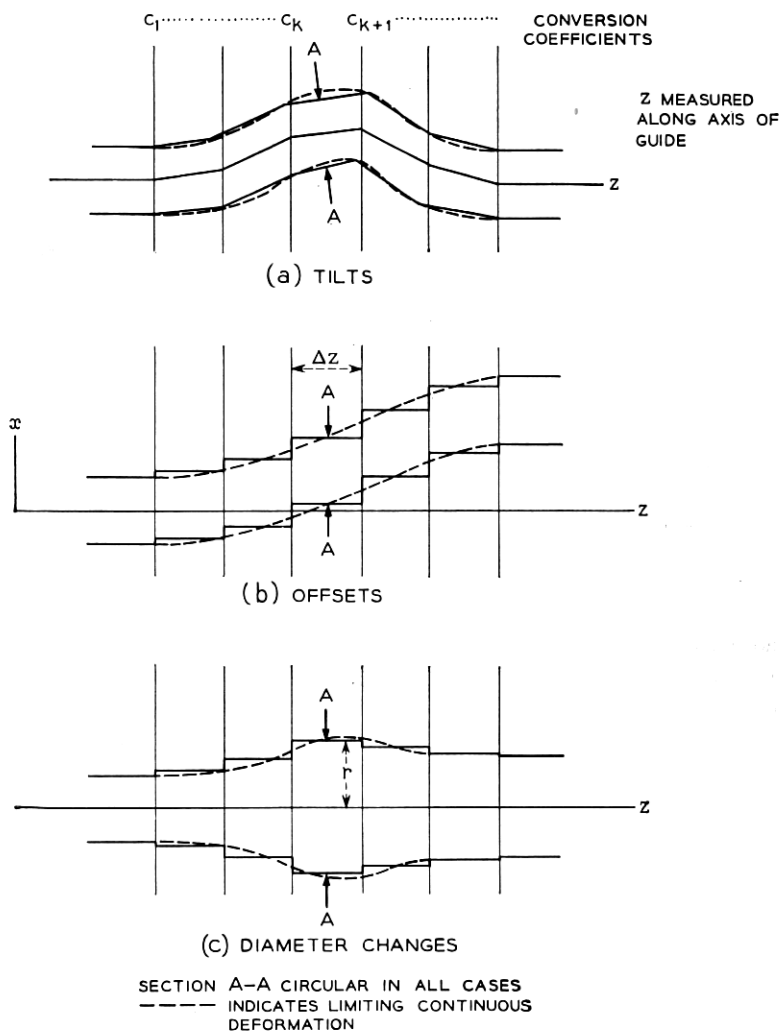 c₁ ............... cₖ cₖ₊₁ ............... CONVERSION
COEFFICIENTS
A
Z MEASURED
ALONG AXIS OF
GUIDE
Z
A
(a) TILTS
Δz
A
x
Z
A
(b) OFFSETS
A
r
Z
A
(c) DIAMETER CHANGES
SECTION A-A CIRCULAR IN ALL CASES
---- INDICATES LIMITING CONTINUOUS
DEFORMATION